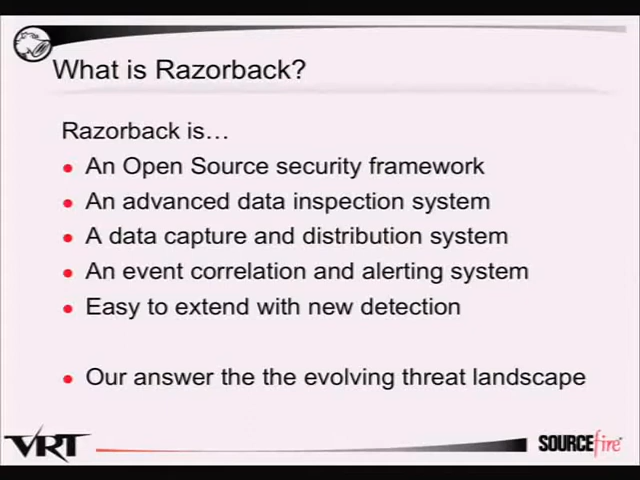 What is Razorback?
Razorback is…
• An Open Source security framework
• An advanced data inspection system
• A data capture and distribution system
• An event correlation and alerting system
• Easy to extend with new detection
• Our answer the the evolving threat landscape
VRT
SOURCEfire